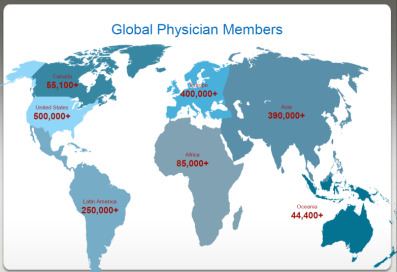 Global Physician Members
Canada
55,100+
Europe
400,000+
United States
500,000+
Asia
390,000+
Africa
85,000+
Latin America
250,000+
Oceania
44,400+